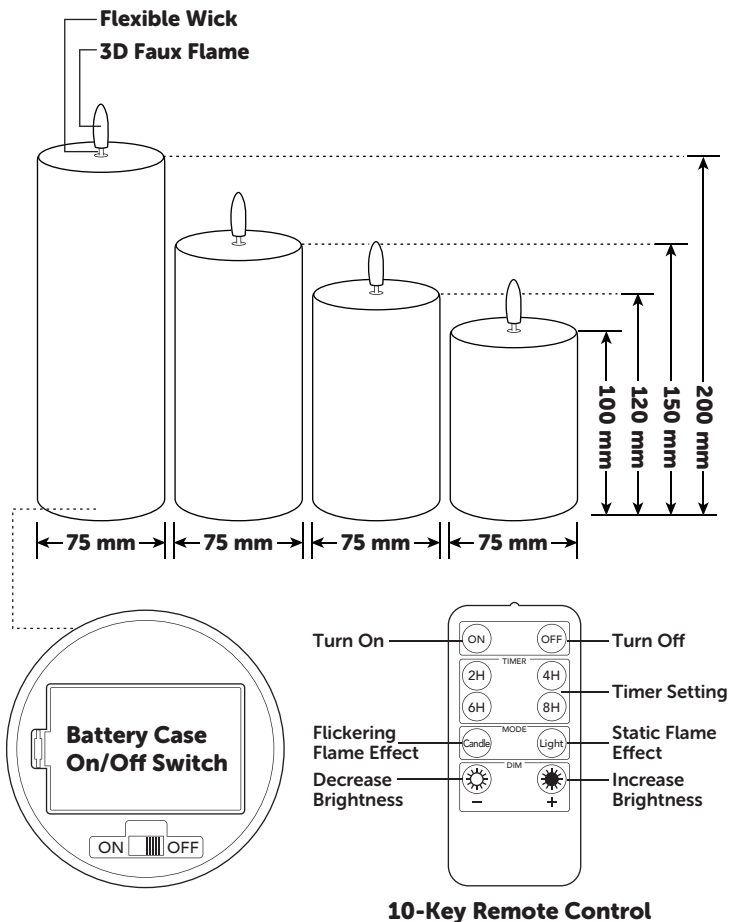 Flexible Wick
3D Faux Flame
100 mm
120 mm
150 mm
200 mm
75 mm
75 mm
75 mm
75 mm
Battery Case
On/Off Switch
ON
OFF
Turn On
ON
OFF
Turn Off
TIMER
2H
4H
6H
8H
Timer Setting
Flickering
Flame Effect
MODE
Candle
Light
Static Flame
Effect
Decrease
Brightness
DIM
−
+
Increase
Brightness
10-Key Remote Control